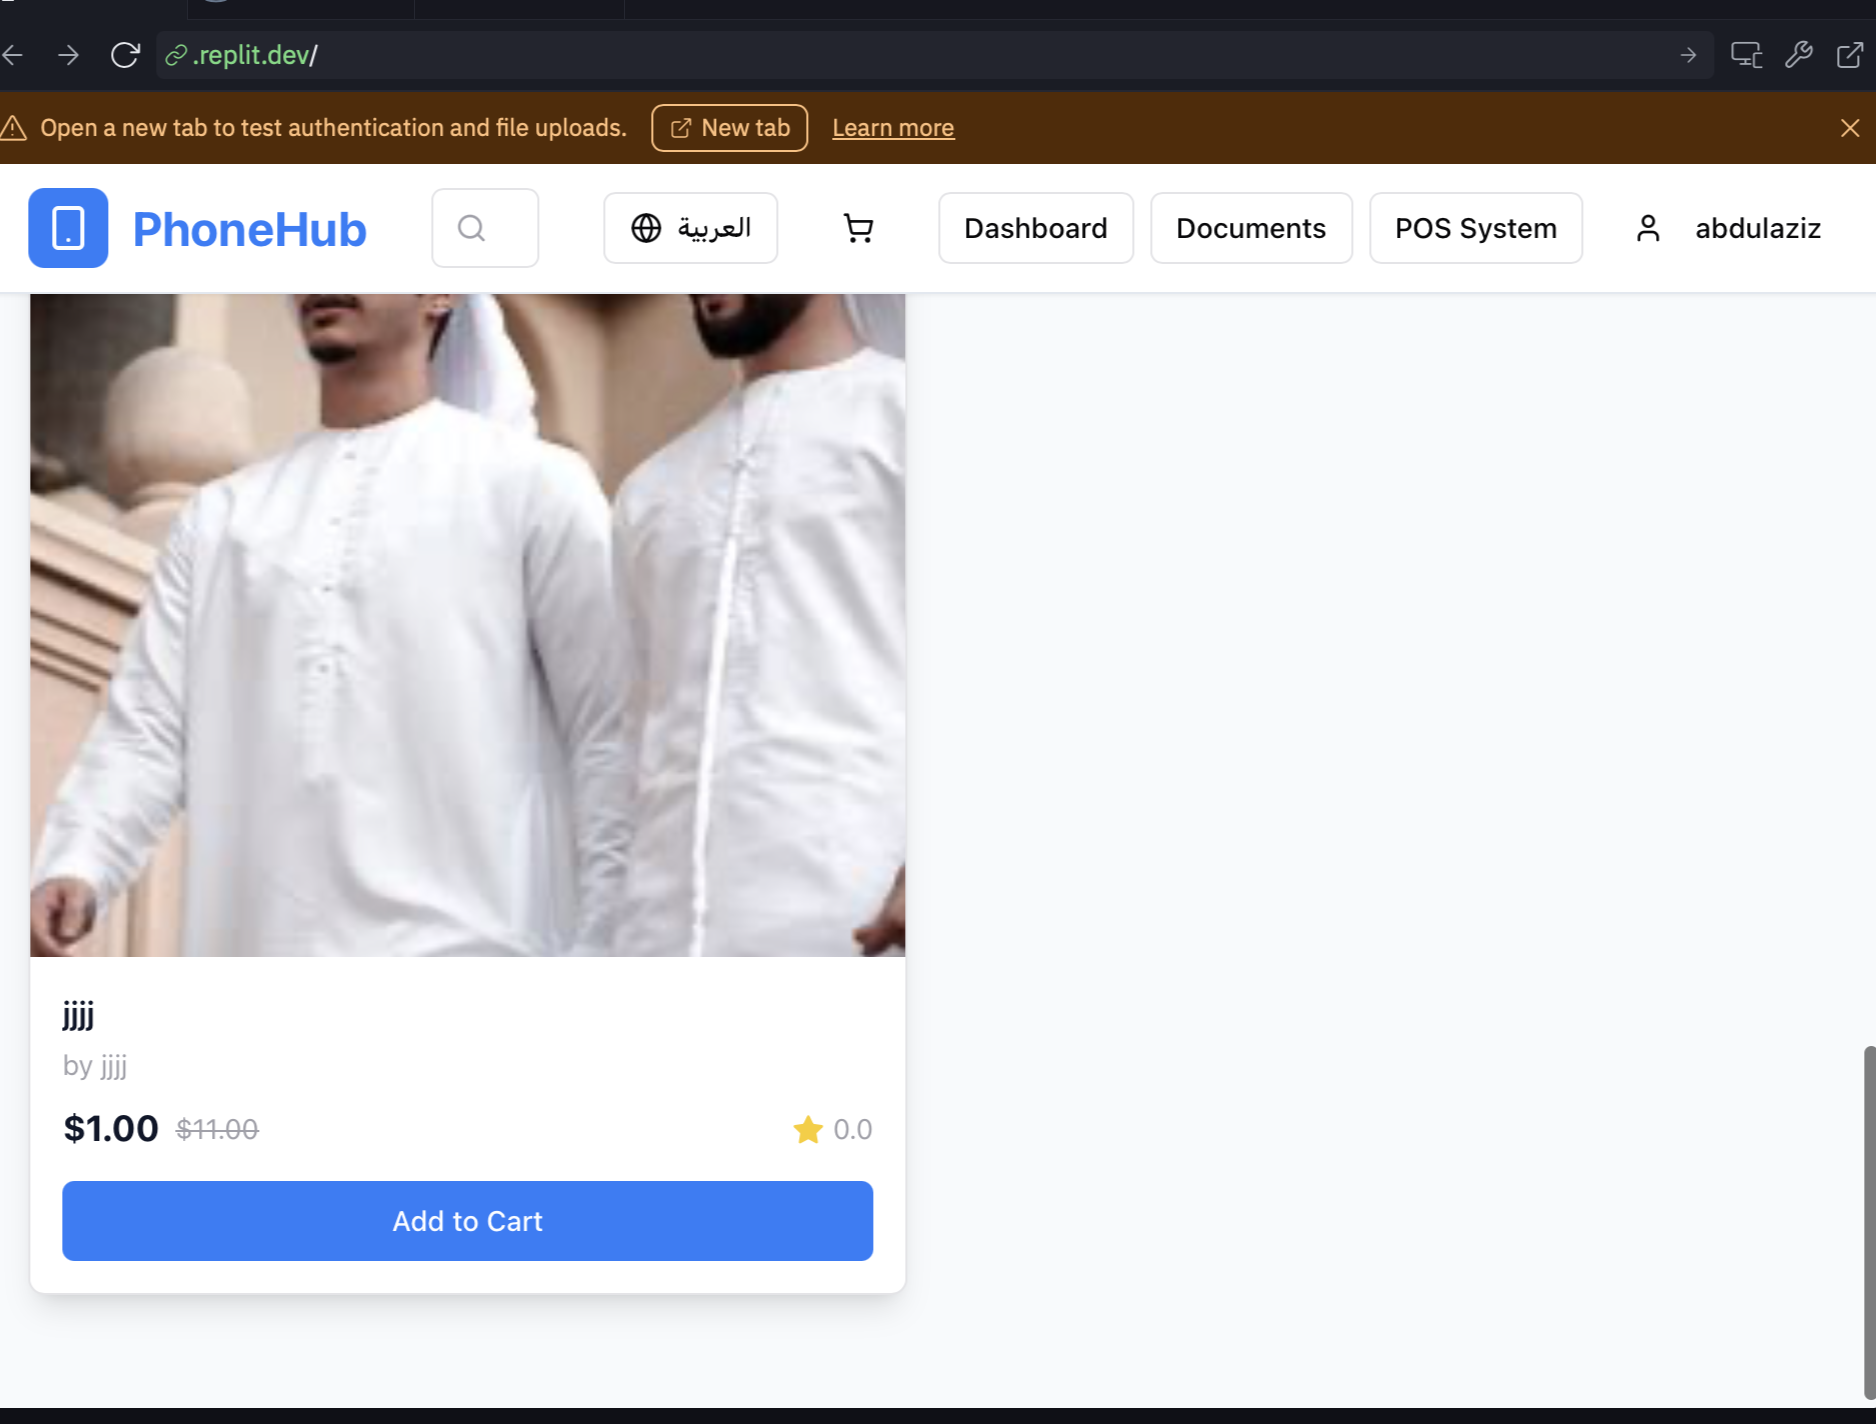 .replit.dev/
Open a new tab to test authentication and file uploads. New tab Learn more
PhoneHub العربية Dashboard Documents POS System abdulaziz
jjjj
by jjjj
$1.00 $11.00 0.0
Add to Cart